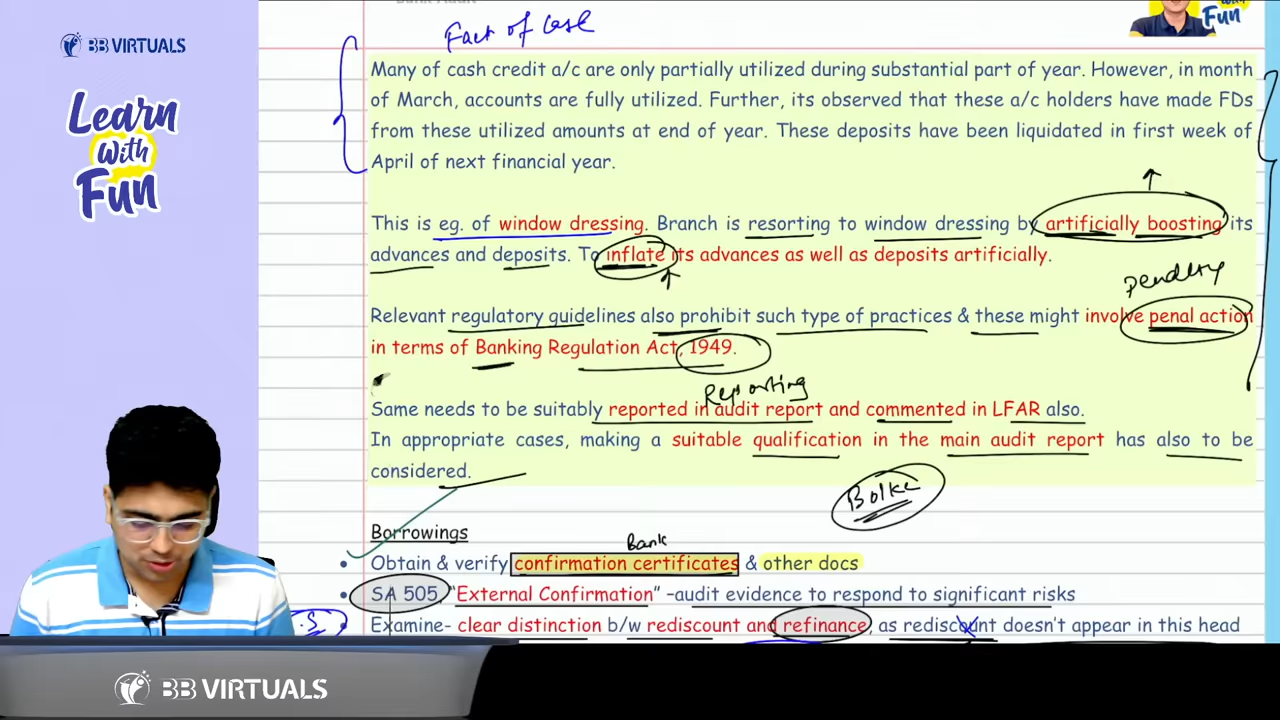 Fact of case
with
Fun
BB VIRTUALS
Learn
with
Fun
Many of cash credit a/c are only partially utilized during substantial part of year. However, in month
of March, accounts are fully utilized. Further, its observed that these a/c holders have made FDs
from these utilized amounts at end of year. These deposits have been liquidated in first week of
April of next financial year.
This is eg. of window dressing. Branch is resorting to window dressing by artificially boosting its
advances and deposits. To inflate its advances as well as deposits artificially.
Relevant regulatory guidelines also prohibit such type of practices & these might involve penal action
in terms of Banking Regulation Act, 1949.
Reporting
Same needs to be suitably reported in audit report and commented in LFAR also.
In appropriate cases, making a suitable qualification in the main audit report has also to be
considered.
Bolke
Borrowings
Bank
• Obtain & verify confirmation certificates & other docs
• SA 505, "External Confirmation" –audit evidence to respond to significant risks
Examine- clear distinction b/w rediscount and refinance, as rediscount doesn't appear in this head
BB VIRTUALS